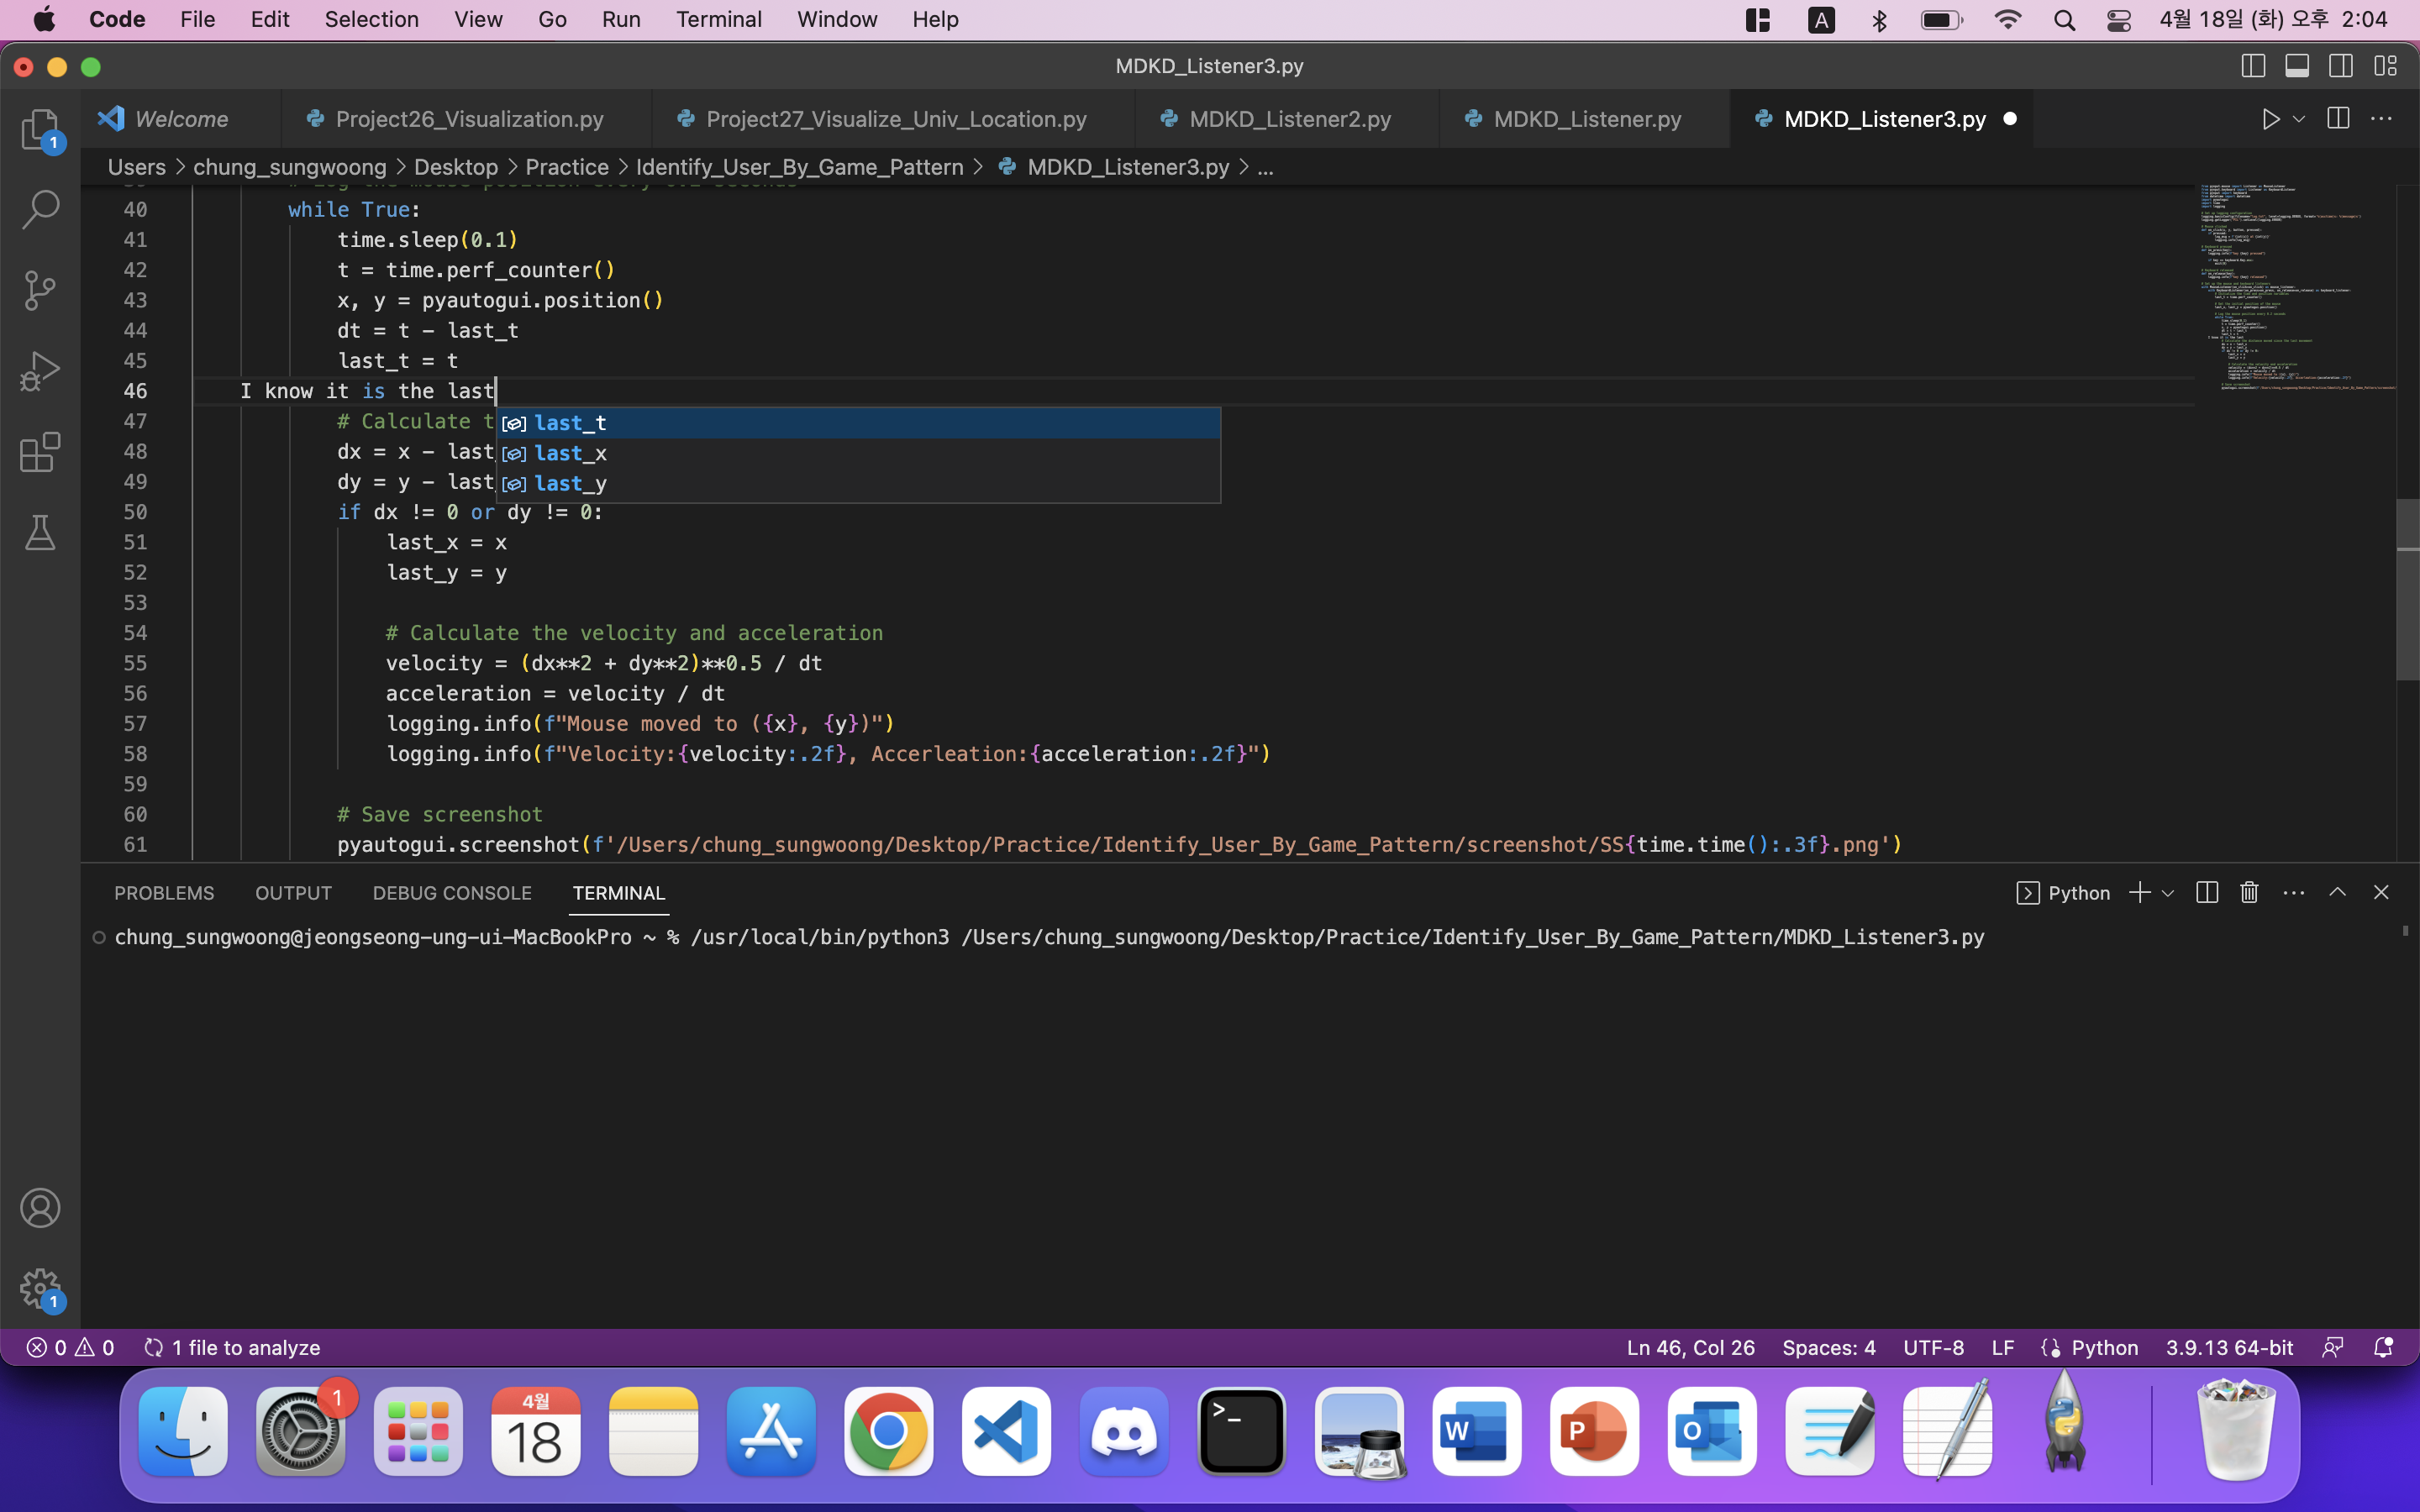 Code File Edit Selection View Go Run Terminal Window Help A 4월 18일 (화) 오후 2:04
MDKD_Listener3.py
Welcome Project26_Visualization.py Project27_Visualize_Univ_Location.py MDKD_Listener2.py MDKD_Listener.py MDKD_Listener3.py
1
Users > chung_sungwoong > Desktop > Practice > Identify_User_By_Game_Pattern > MDKD_Listener3.py > ...
40 while True:
41 time.sleep(0.1)
42 t = time.perf_counter()
43 x, y = pyautogui.position()
44 dt = t - last_t
45 last_t = t
46 I know it is the last
47 # Calculate t
last_t
48 dx = x - last_
last_x
49 dy = y - last_
last_y
50 if dx != 0 or dy != 0:
51 last_x = x
52 last_y = y
53
54 # Calculate the velocity and acceleration
55 velocity = (dx**2 + dy**2)**0.5 / dt
56 acceleration = velocity / dt
57 logging.info(f"Mouse moved to ({x}, {y})")
58 logging.info(f"Velocity:{velocity:.2f}, Accerleation:{acceleration:.2f}")
59
60 # Save screenshot
61 pyautogui.screenshot(f'/Users/chung_sungwoong/Desktop/Practice/Identify_User_By_Game_Pattern/screenshot/SS{time.time():.3f}.png')
PROBLEMS OUTPUT DEBUG CONSOLE TERMINAL Python
chung_sungwoong@jeongseong-ung-ui-MacBookPro ~ % /usr/local/bin/python3 /Users/chung_sungwoong/Desktop/Practice/Identify_User_By_Game_Pattern/MDKD_Listener3.py
1
0 0 1 file to analyze Ln 46, Col 26 Spaces: 4 UTF-8 LF Python 3.9.13 64-bit
1
4월
18
W
P
O